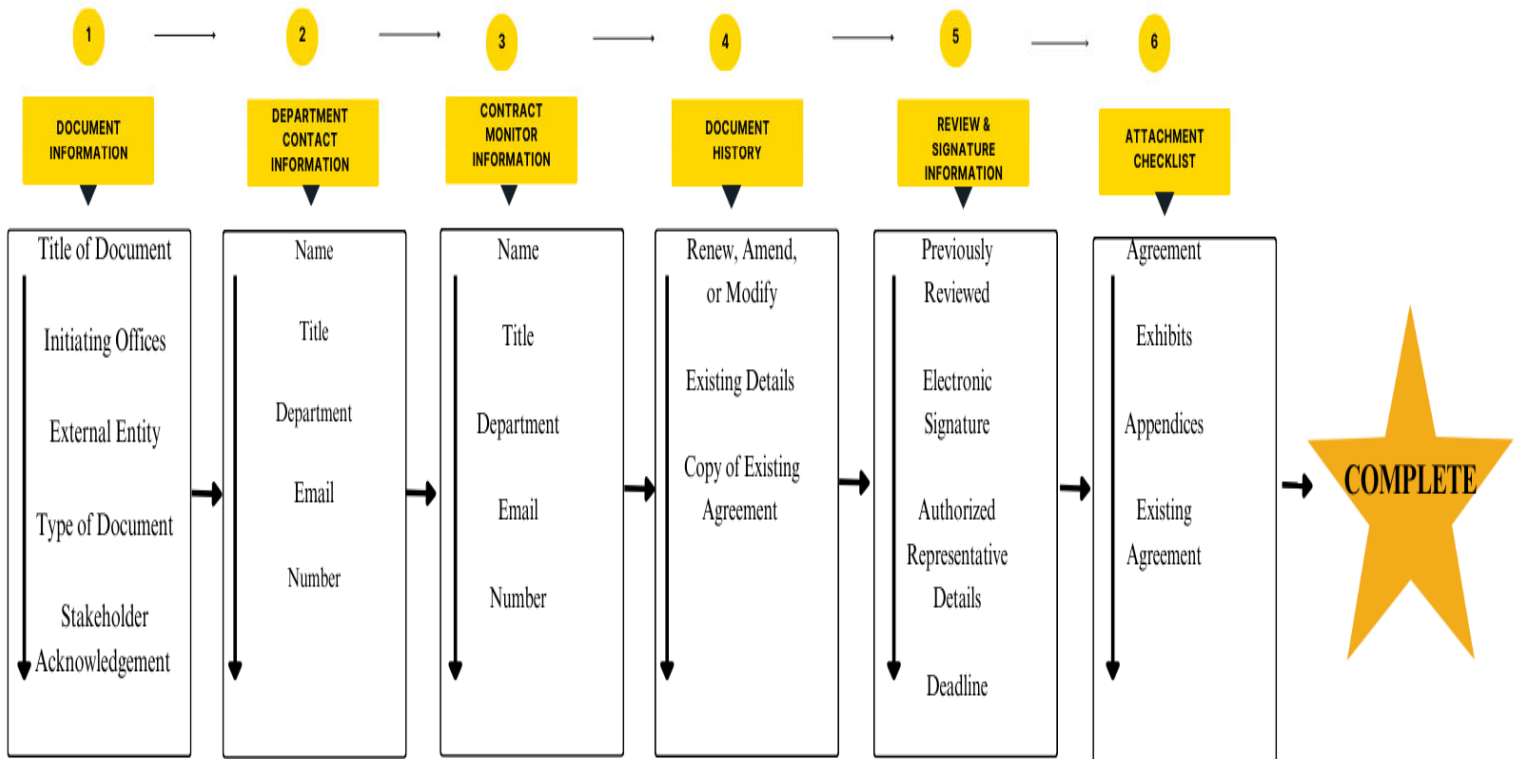 1
2
3
4
5
6
DOCUMENT
INFORMATION
DEPARTMENT
CONTACT
INFORMATION
CONTRACT
MONITOR
INFORMATION
DOCUMENT
HISTORY
REVIEW &
SIGNATURE
INFORMATION
ATTACHMENT
CHECKLIST
Title of Document
Initiating Offices
External Entity
Type of Document
Stakeholder
Acknowledgement
Name
Title
Department
Email
Number
Name
Title
Department
Email
Number
Renew, Amend,
or Modify
Existing Details
Copy of Existing
Agreement
Previously
Reviewed
Electronic
Signature
Authorized
Representative
Details
Deadline
Agreement
Exhibits
Appendices
Existing
Agreement
COMPLETE